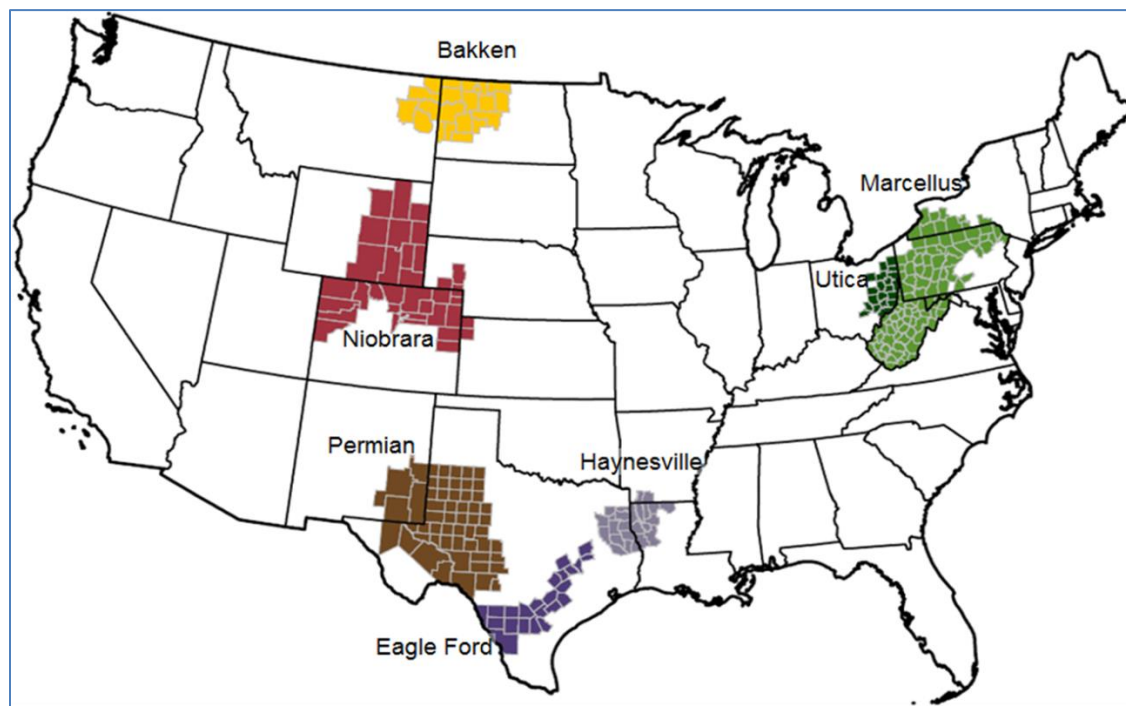 Bakken
Marcellus
Utica
Niobrara
Permian
Haynesville
Eagle Ford